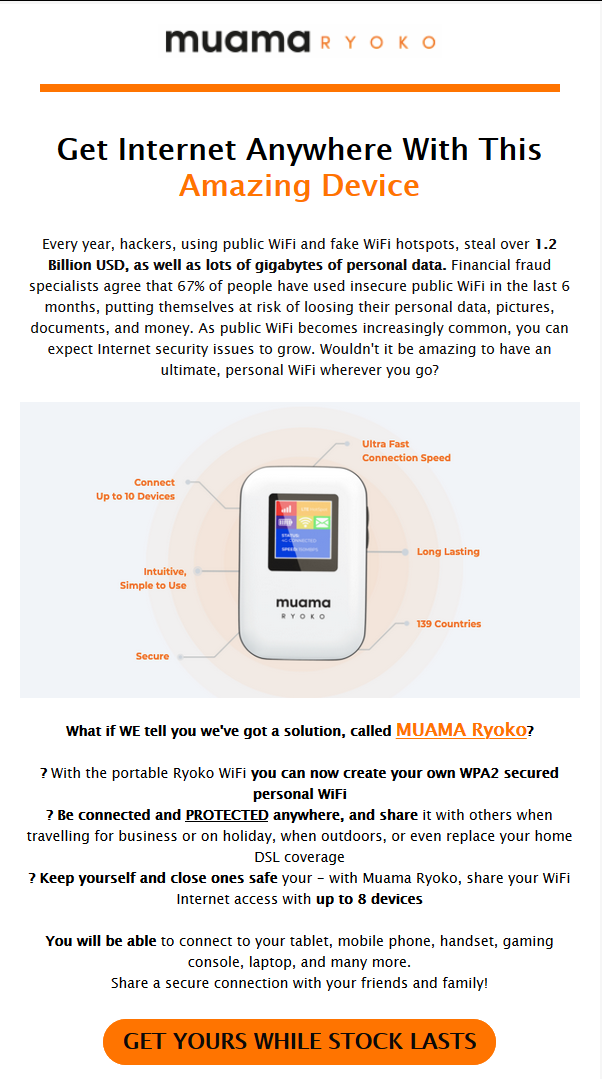 muama RYOKO
Get Internet Anywhere With This
Amazing Device
Every year, hackers, using public WiFi and fake WiFi hotspots, steal over 1.2
Billion USD, as well as lots of gigabytes of personal data. Financial fraud
specialists agree that 67% of people have used insecure public WiFi in the last 6
months, putting themselves at risk of loosing their personal data, pictures,
documents, and money. As public WiFi becomes increasingly common, you can
expect Internet security issues to grow. Wouldn't it be amazing to have an
ultimate, personal WiFi wherever you go?
Ultra Fast
Connection Speed
Connect
Up to 10 Devices
Long Lasting
Intuitive,
Simple to Use
STATUS:
muama
RYOKO
139 Countries
Secure
What if WE tell you we've got a solution, called MUAMA Ryoko?
? With the portable Ryoko WiFi you can now create your own WPA2 secured
personal WiFi
? Be connected and PROTECTED anywhere, and share it with others when
travelling for business or on holiday, when outdoors, or even replace your home
DSL coverage
? Keep yourself and close ones safe your – with Muama Ryoko, share your WiFi
Internet access with up to 8 devices
You will be able to connect to your tablet, mobile phone, handset, gaming
console, laptop, and many more.
Share a secure connection with your friends and family!
GET YOURS WHILE STOCK LASTS